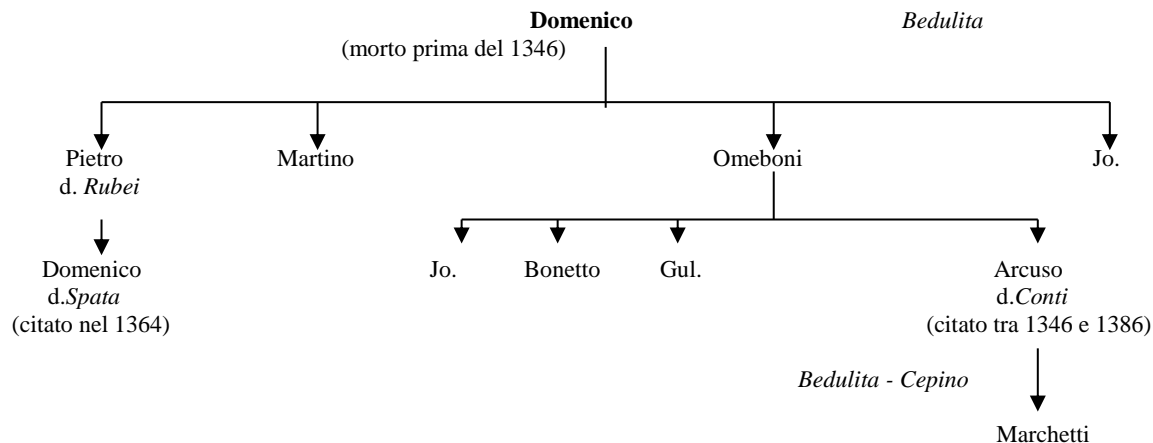 Domenico Bedulita
(morto prima del 1346)
Pietro Martino Omeboni Jo.
d. Rubei
Domenico Jo. Bonetto Gul. Arcuso
d.Spata d.Conti
(citato nel 1364) (citato tra 1346 e 1386)
Bedulita - Cepino
Marchetti